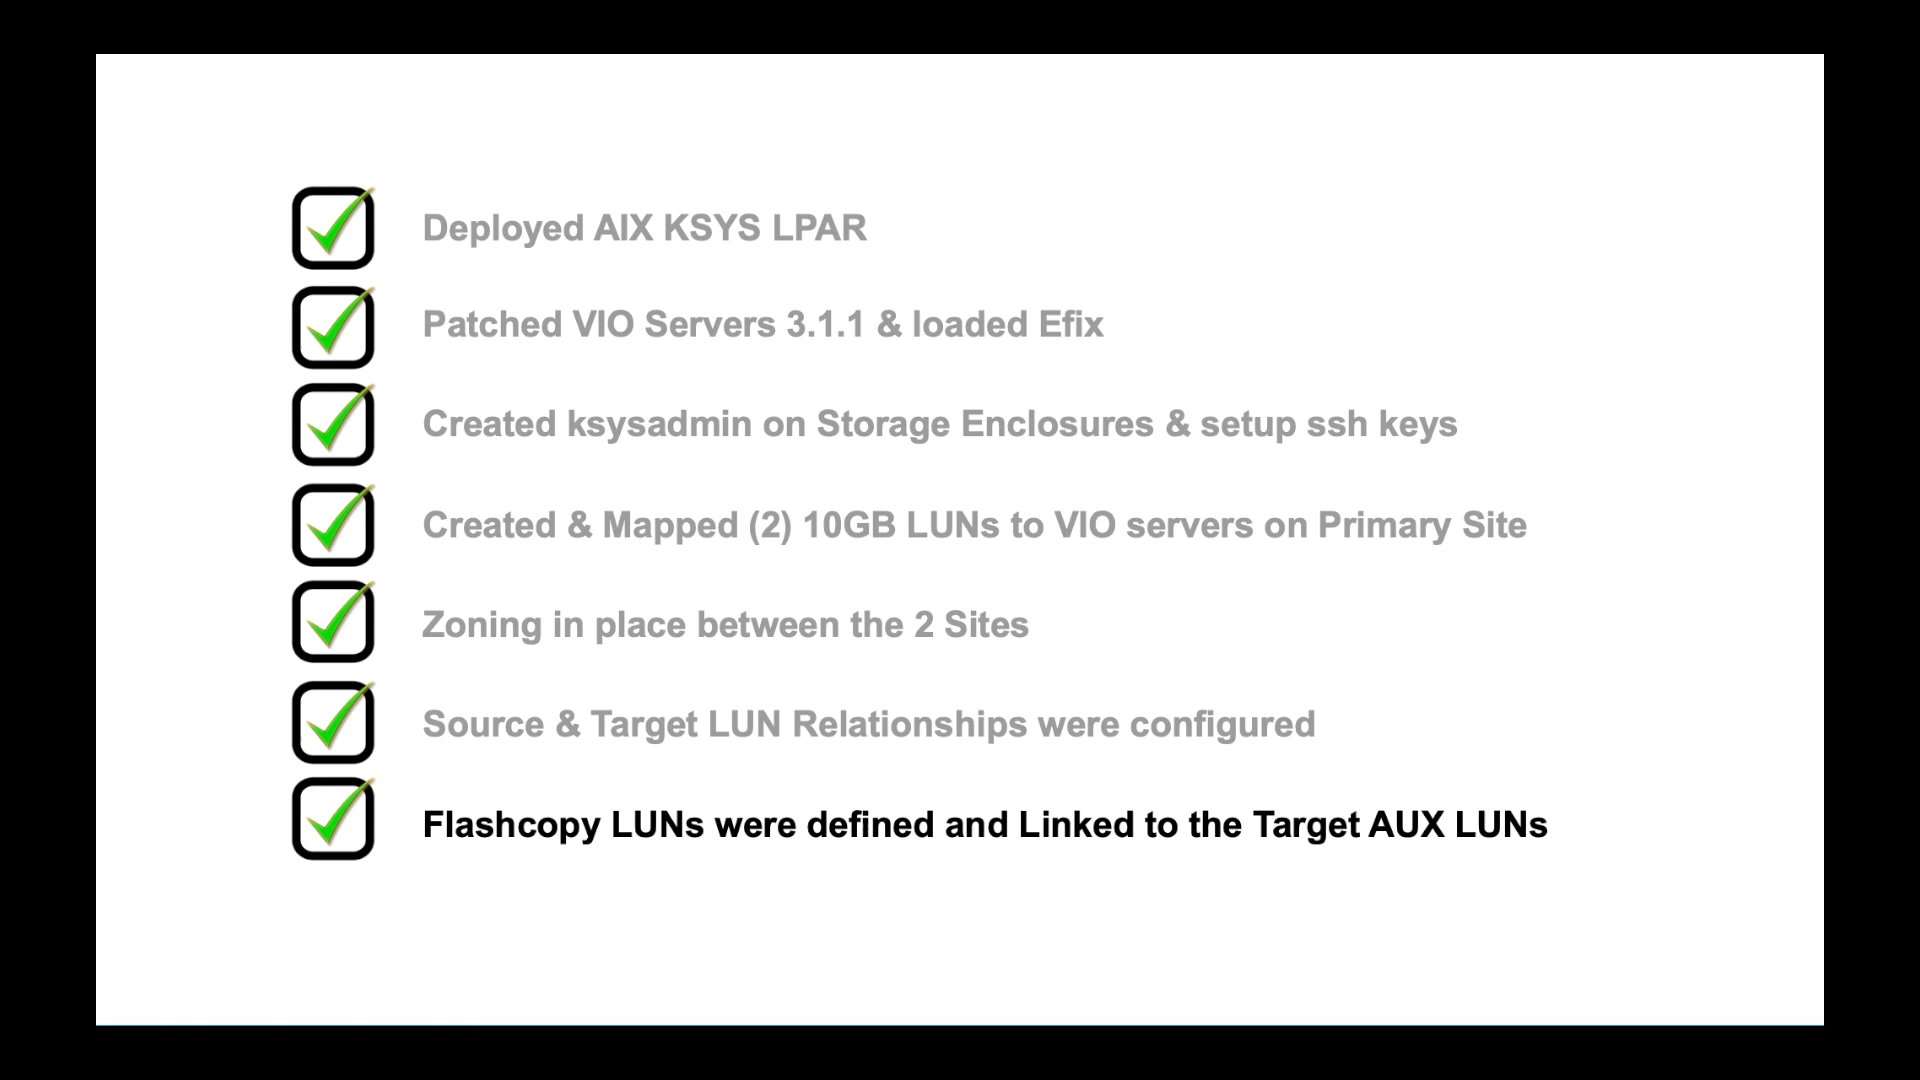 Deployed AIX KSYS LPAR
Patched VIO Servers 3.1.1 & loaded Efix
Created ksysadmin on Storage Enclosures & setup ssh keys
Created & Mapped (2) 10GB LUNs to VIO servers on Primary Site
Zoning in place between the 2 Sites
Source & Target LUN Relationships were configured
Flashcopy LUNs were defined and Linked to the Target AUX LUNs